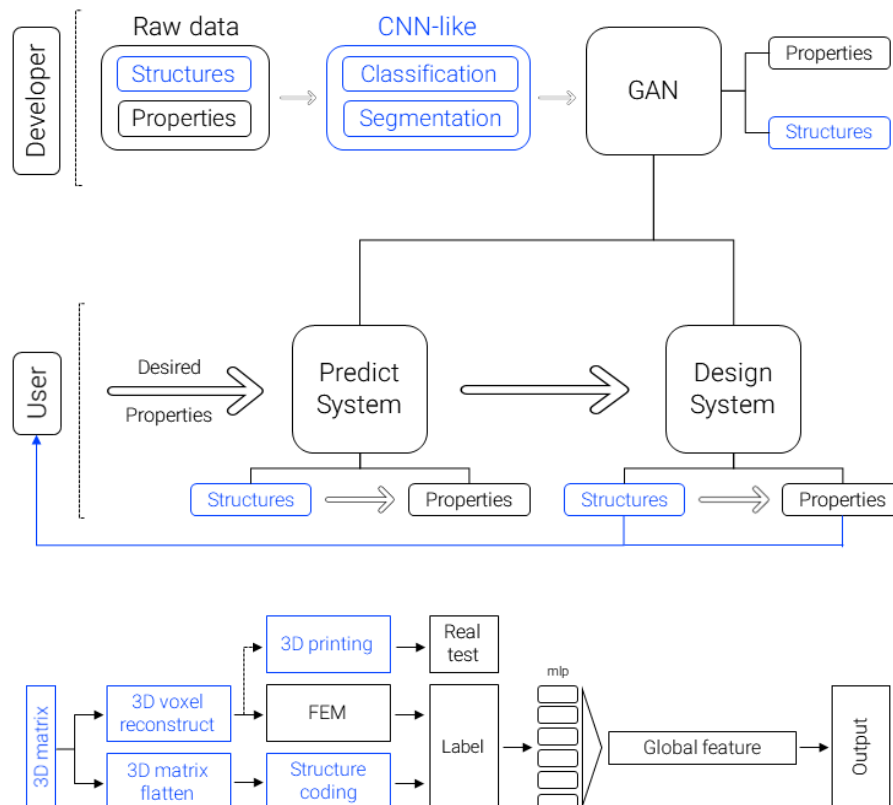 Raw data
CNN-like
Developer
Structures
Properties
Classification
Segmentation
GAN
Properties
Structures
User
Desired
Properties
Predict
System
Design
System
Structures
Properties
Structures
Properties
3D matrix
3D voxel
reconstruct
3D matrix
flatten
3D printing
FEM
Structure
coding
Real
test
Label
mlp
Global feature
Output